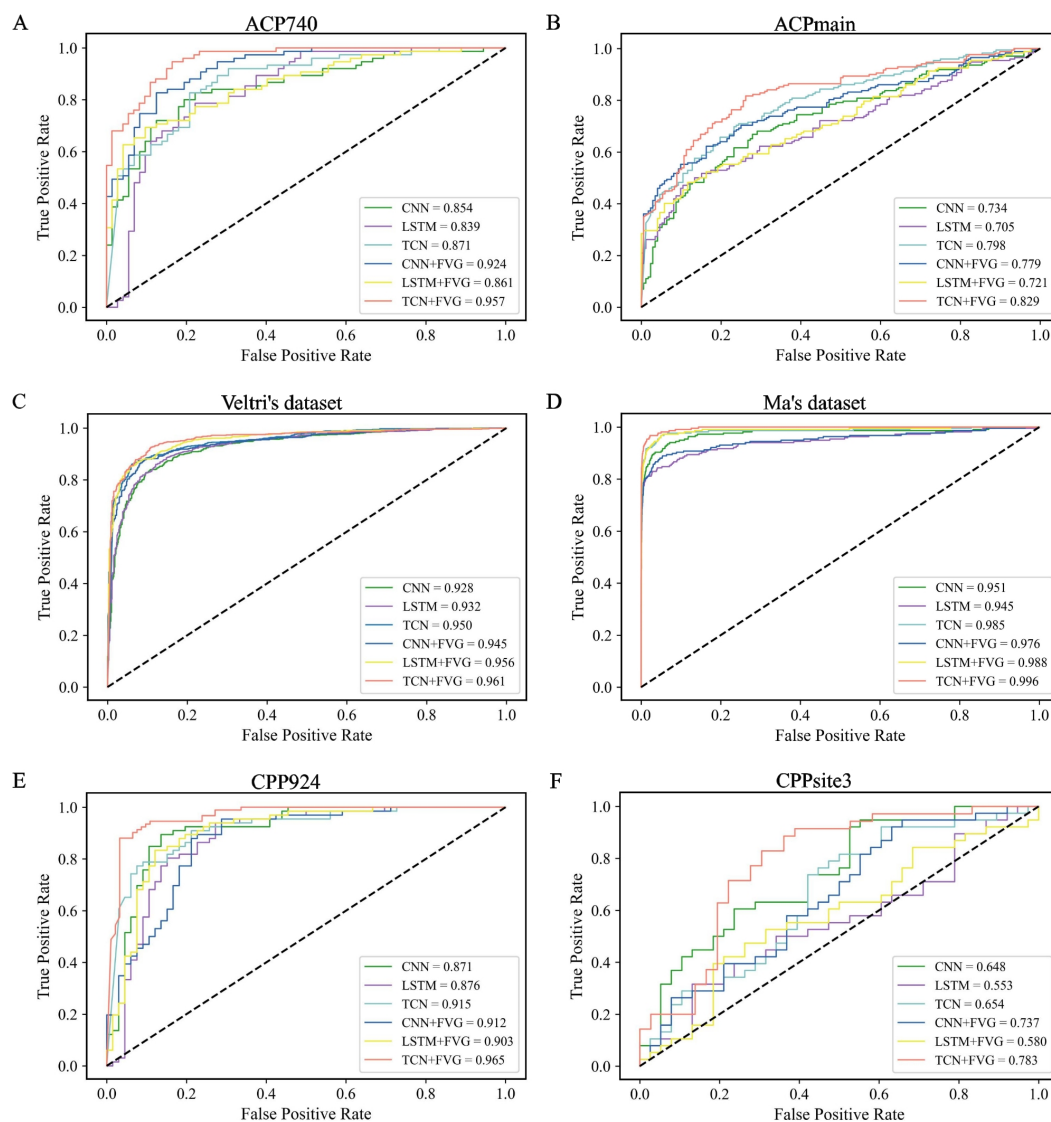 A
ACP740
True Positive Rate
1.0
0.8
0.6
0.4
0.2
0.0
CNN = 0.854
LSTM = 0.839
TCN = 0.871
CNN+FVG = 0.924
LSTM+FVG = 0.861
TCN+FVG = 0.957
0.0 0.2 0.4 0.6 0.8 1.0
False Positive Rate
B
ACPmain
True Positive Rate
1.0
0.8
0.6
0.4
0.2
0.0
CNN = 0.734
LSTM = 0.705
TCN = 0.798
CNN+FVG = 0.779
LSTM+FVG = 0.721
TCN+FVG = 0.829
0.0 0.2 0.4 0.6 0.8 1.0
False Positive Rate
C
Veltri's dataset
True Positive Rate
1.0
0.8
0.6
0.4
0.2
0.0
CNN = 0.928
LSTM = 0.932
TCN = 0.950
CNN+FVG = 0.945
LSTM+FVG = 0.956
TCN+FVG = 0.961
0.0 0.2 0.4 0.6 0.8 1.0
False Positive Rate
D
Ma's dataset
True Positive Rate
1.0
0.8
0.6
0.4
0.2
0.0
CNN = 0.951
LSTM = 0.945
TCN = 0.985
CNN+FVG = 0.976
LSTM+FVG = 0.988
TCN+FVG = 0.996
0.0 0.2 0.4 0.6 0.8 1.0
False Positive Rate
E
CPP924
True Positive Rate
1.0
0.8
0.6
0.4
0.2
0.0
CNN = 0.871
LSTM = 0.876
TCN = 0.915
CNN+FVG = 0.912
LSTM+FVG = 0.903
TCN+FVG = 0.965
0.0 0.2 0.4 0.6 0.8 1.0
False Positive Rate
F
CPPsite3
True Positive Rate
1.0
0.8
0.6
0.4
0.2
0.0
CNN = 0.648
LSTM = 0.553
TCN = 0.654
CNN+FVG = 0.737
LSTM+FVG = 0.580
TCN+FVG = 0.783
0.0 0.2 0.4 0.6 0.8 1.0
False Positive Rate